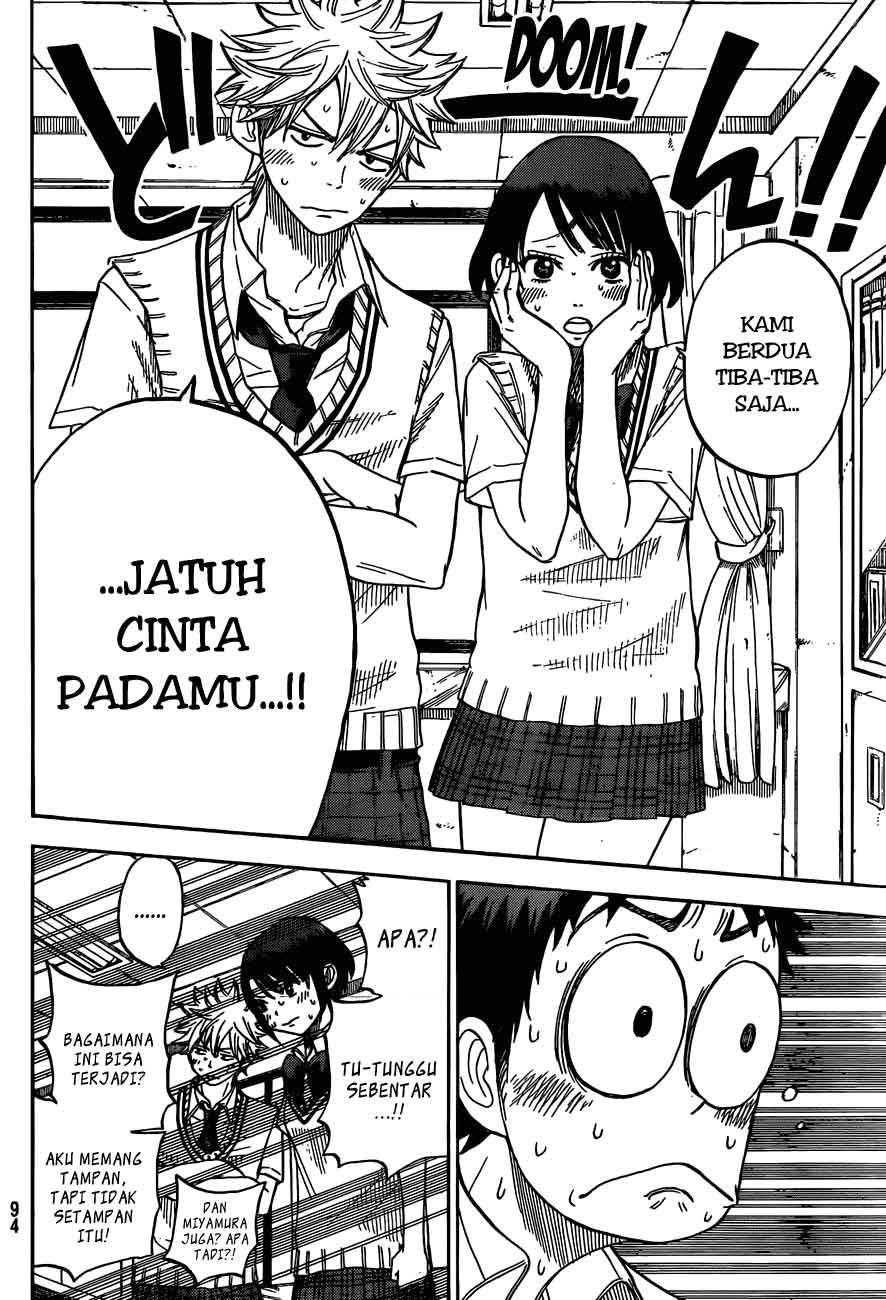 DOOM!
どん!!
KAMI
BERDUA
TIBA-TIBA
SAJA...
...JATUH
CINTA
PADAMU...!!
APA?!
TU-TUNGGU
SEBENTAR
...!!
......
BAGAIMANA
INI BISA
TERJADI?
AKU MEMANG
TAMPAN,
TAPI TIDAK
SETAMPAN
ITU!
DAN
MIYAMURA
JUGA? APA
TADI?!
94